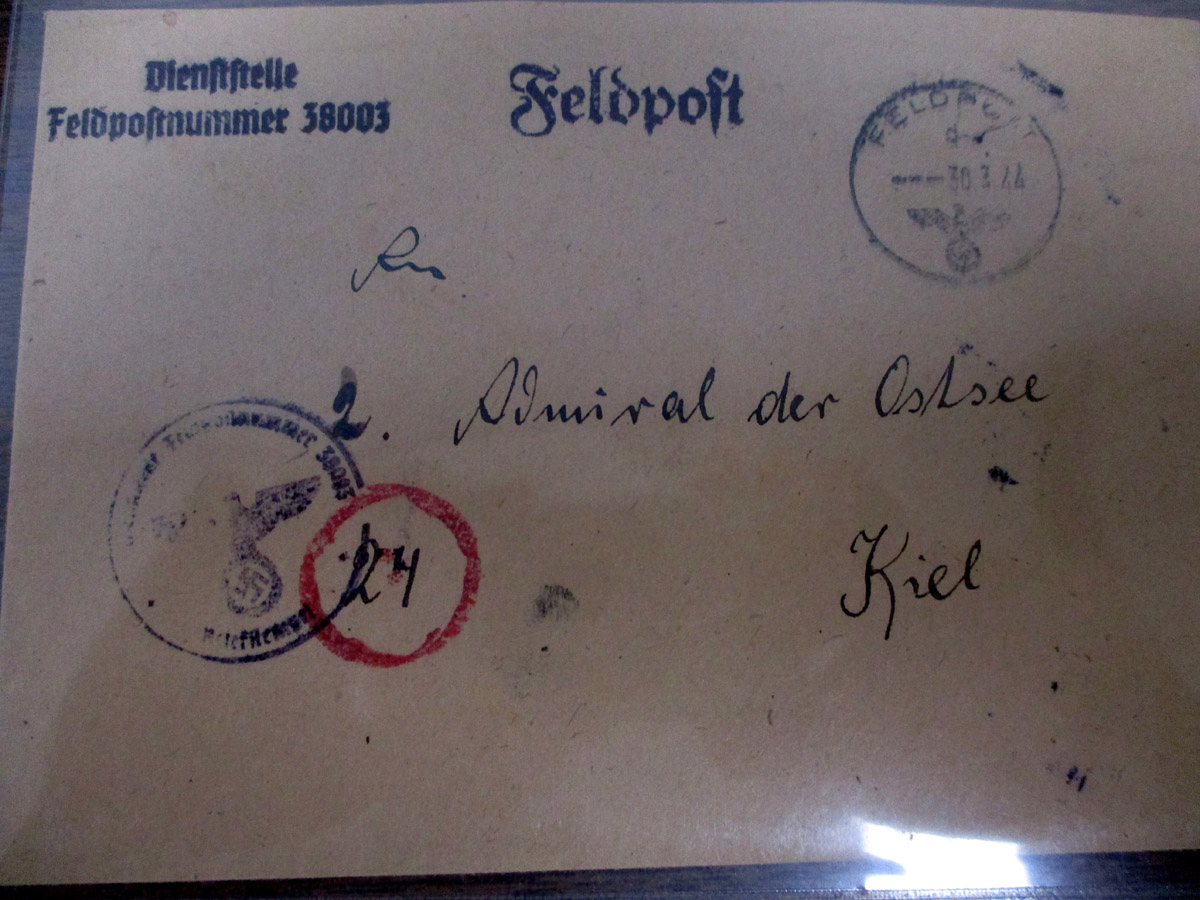 Dienststelle
Feldpostnummer 38003
Feldpost
FELDPOST
30 3 44
An
2. Admiral der Ostsee
Feldpostnummer 38003
24
Kiel
Briefstempel